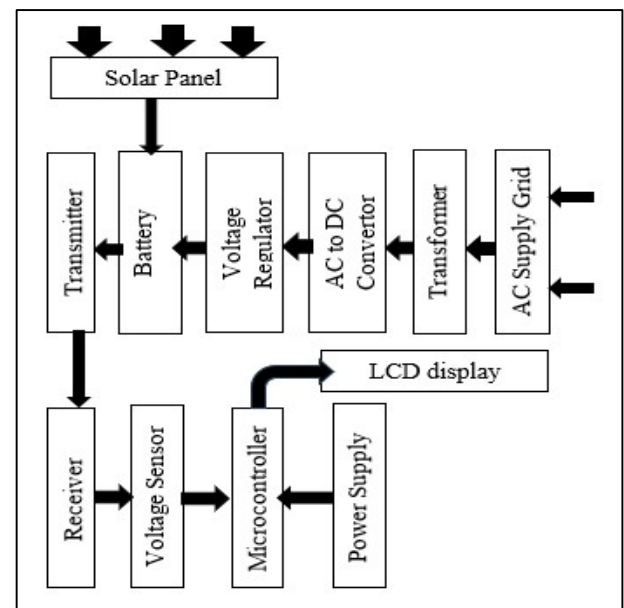 Solar Panel
Transmitter
Battery
Voltage
Regulator
AC to DC
Convertor
Transformer
AC Supply Grid
LCD display
Receiver
Voltage Sensor
Microcontroller
Power Supply